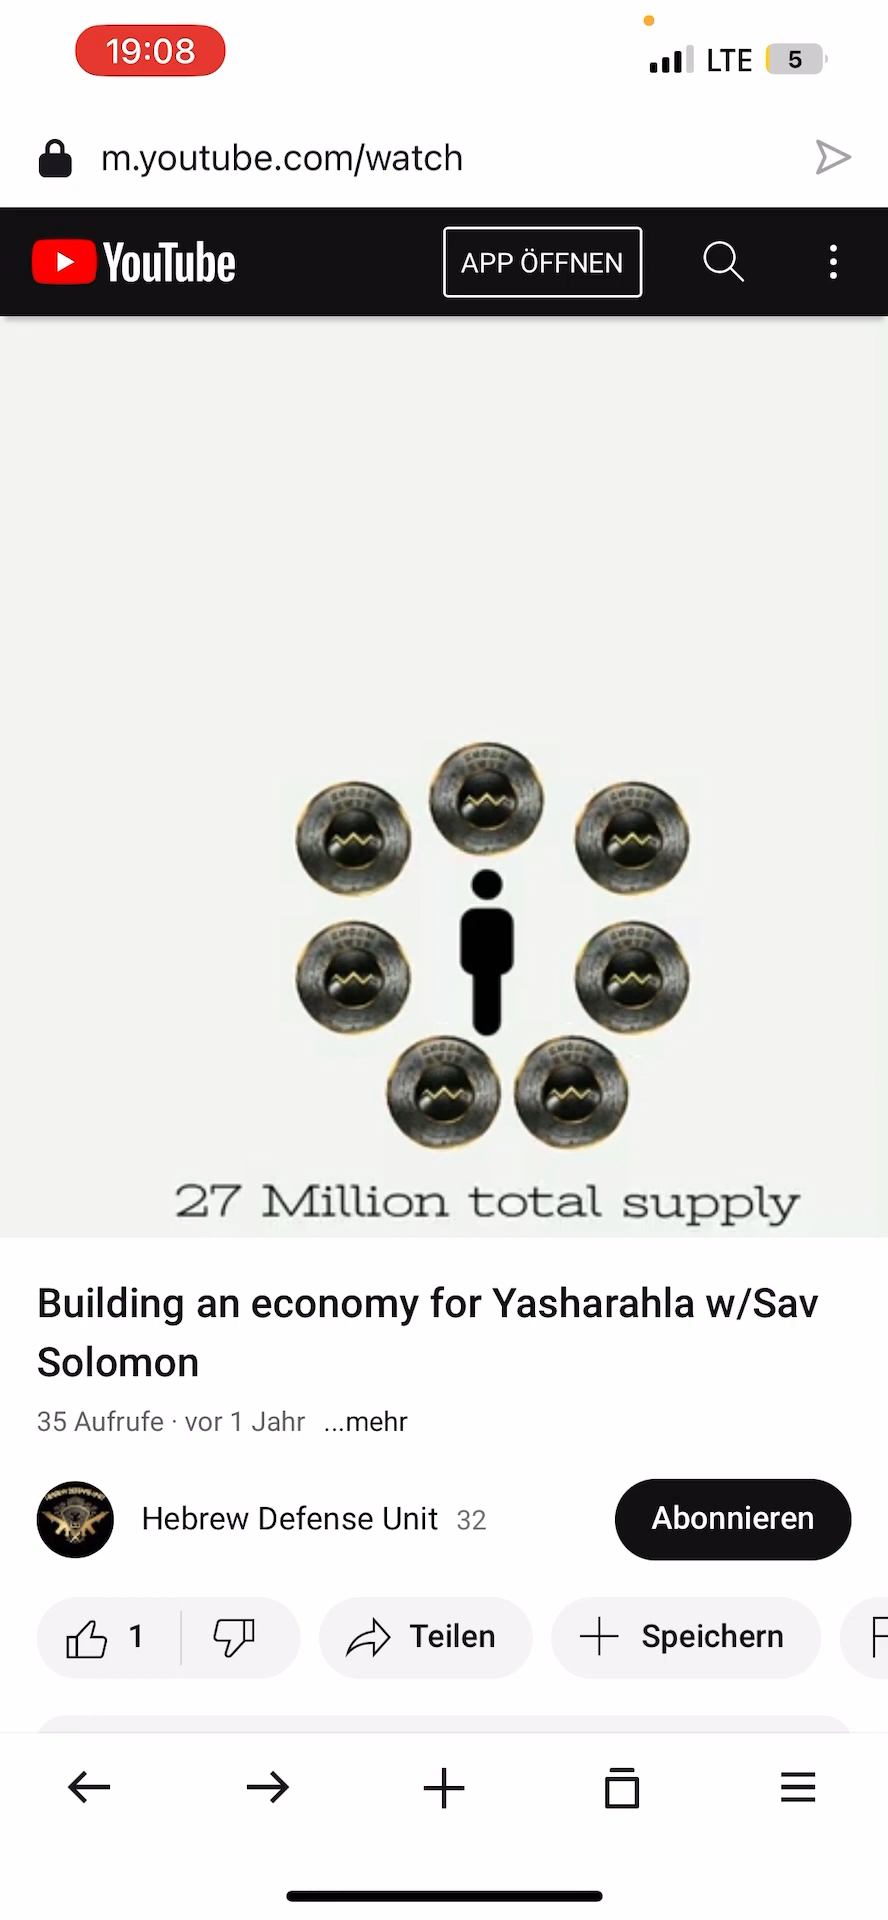 19:08
LTE
5
m.youtube.com/watch
YouTube
APP ÖFFNEN
27 Million total supply
Building an economy for Yasharahla w/Sav
Solomon
35 Aufrufe · vor 1 Jahr ...mehr
Hebrew Defense Unit 32
Abonnieren
1
Teilen
Speichern